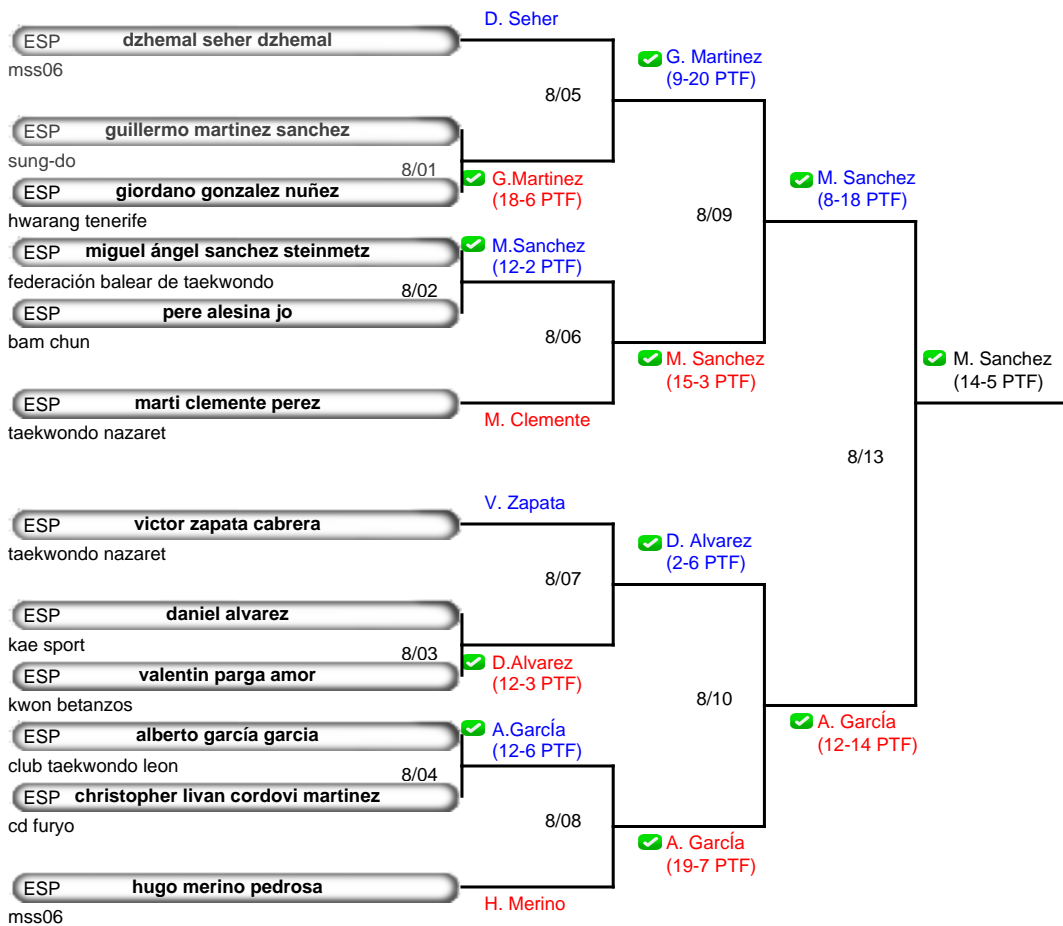 D. Seher
ESP dzhemal seher dzhemal
mss06
G. Martinez
(9-20 PTF)
8/05
ESP guillermo martinez sanchez
sung-do
8/01
G.Martinez
(18-6 PTF)
ESP giordano gonzalez nuñez
hwarang tenerife
M. Sanchez
(8-18 PTF)
8/09
ESP miguel ángel sanchez steinmetz
federación balear de taekwondo
M.Sanchez
(12-2 PTF)
8/02
ESP pere alesina jo
bam chun
8/06
M. Sanchez
(15-3 PTF)
M. Sanchez
(14-5 PTF)
ESP marti clemente perez
taekwondo nazaret
M. Clemente
8/13
V. Zapata
ESP victor zapata cabrera
taekwondo nazaret
D. Alvarez
(2-6 PTF)
8/07
ESP daniel alvarez
kae sport
8/03
D.Alvarez
(12-3 PTF)
ESP valentin parga amor
kwon betanzos
8/10
A. GarcÍa
(12-14 PTF)
ESP alberto garcía garcia
club taekwondo leon
A.GarcÍa
(12-6 PTF)
8/04
ESP christopher livan cordovi martinez
cd furyo
8/08
A. GarcÍa
(19-7 PTF)
ESP hugo merino pedrosa
mss06
H. Merino